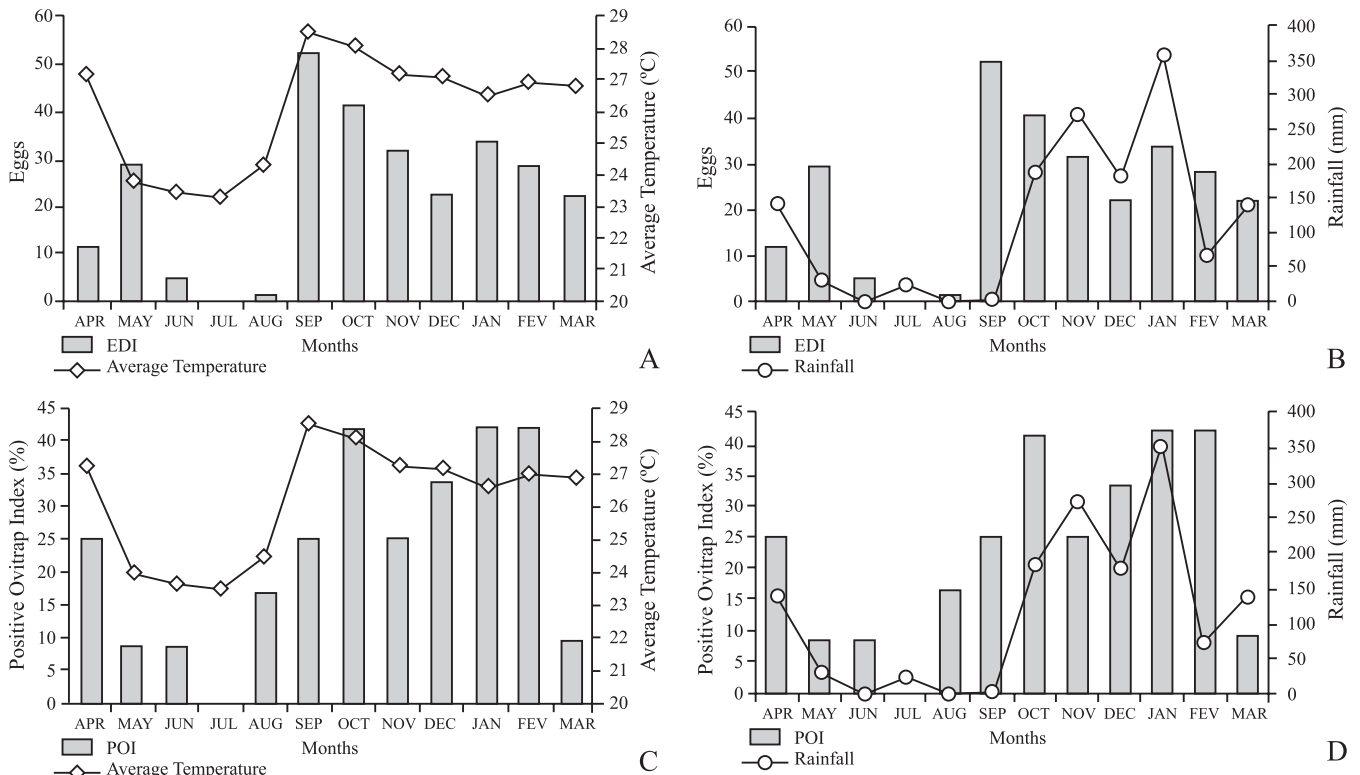 60
50
40
30
20
10
0
Eggs
29
28
27
26
25
24
23
22
21
20
Average Temperature (ºC)
APR MAY JUN JUL AUG SEP OCT NOV DEC JAN FEV MAR
EDI
Months
Average Temperature
A
60
50
40
30
20
10
0
Eggs
400
350
300
250
200
150
100
50
0
Rainfall (mm)
APR MAY JUN JUL AUG SEP OCT NOV DEC JAN FEV MAR
EDI
Months
Rainfall
B
45
40
35
30
25
20
15
10
5
0
Positive Ovitrap Index (%)
29
28
27
26
25
24
23
22
21
20
Average Temperature (ºC)
APR MAY JUN JUL AUG SEP OCT NOV DEC JAN FEV MAR
POI
Months
Average Temperature
C
45
40
35
30
25
20
15
10
5
0
Positive Ovitrap Index (%)
400
350
300
250
200
150
100
50
0
Rainfall (mm)
APR MAY JUN JUL AUG SEP OCT NOV DEC JAN FEV MAR
POI
Months
Rainfall
D